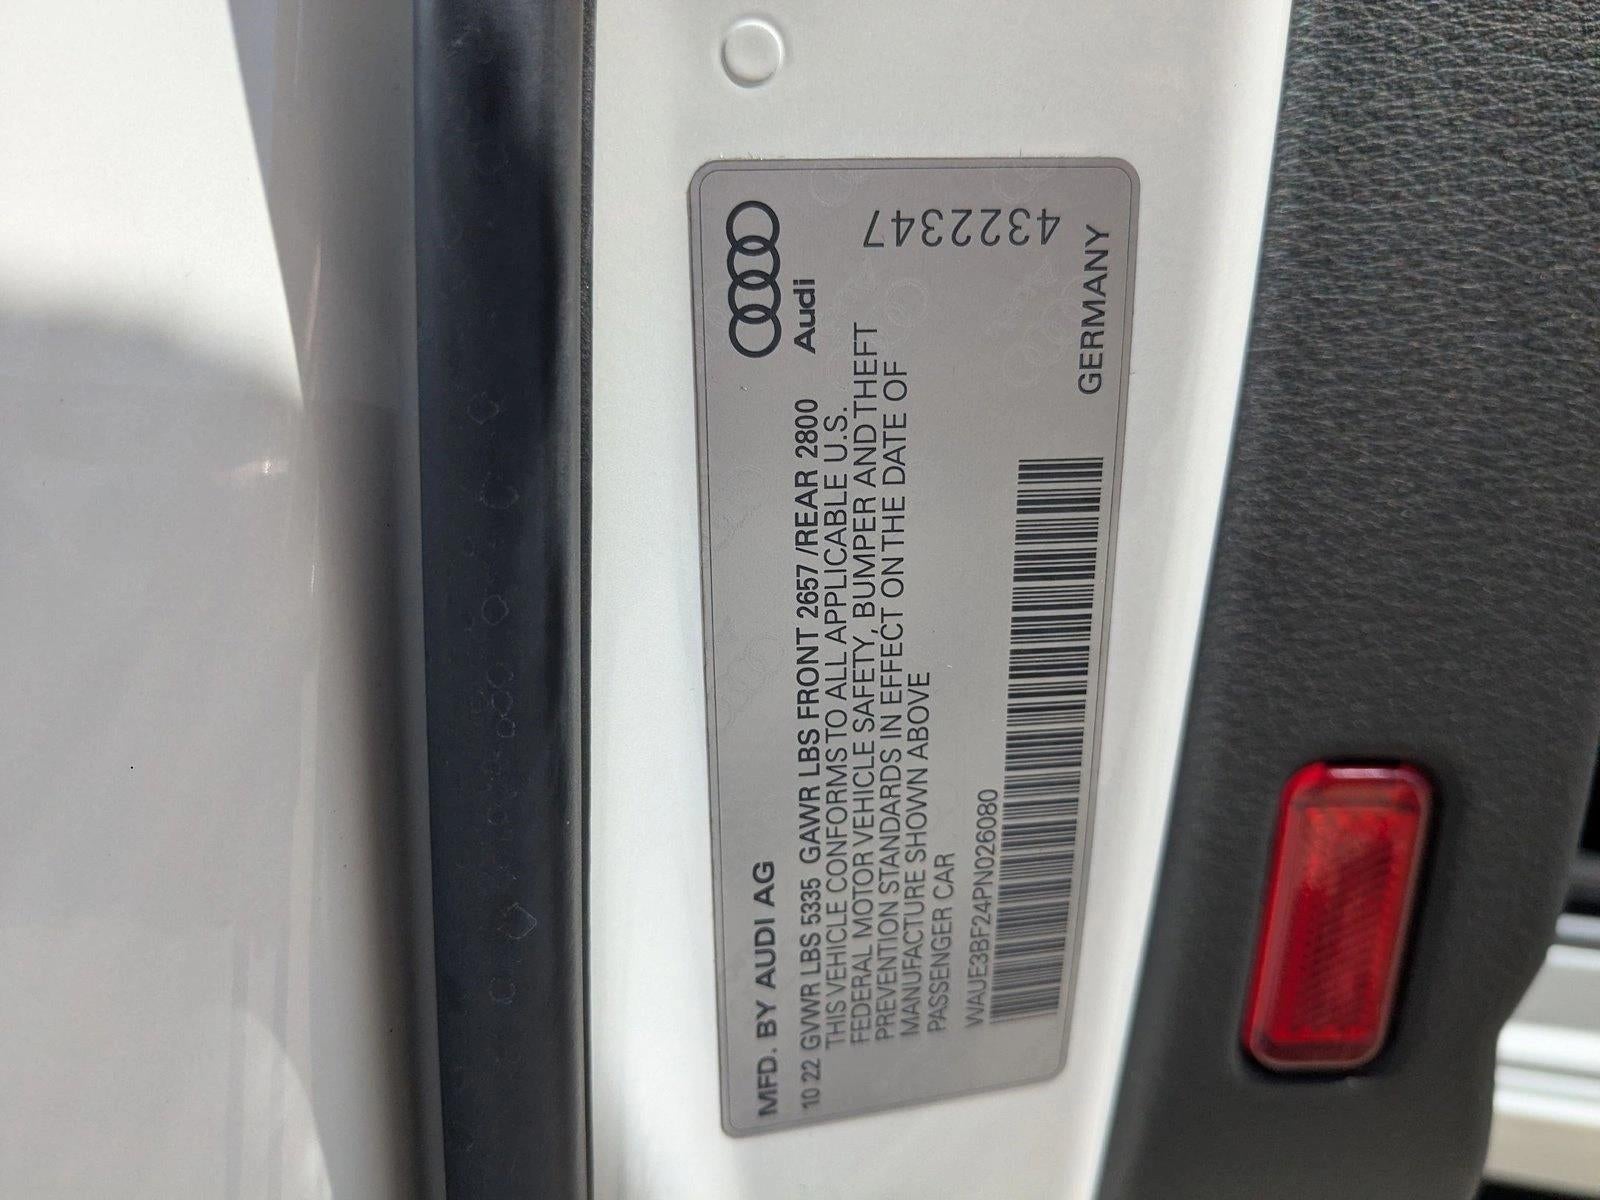 MFD. BY AUDI AG
10 22 GVWR LBS 5335 GAWR LBS FRONT 2657 /REAR 2800
THIS VEHICLE CONFORMS TO ALL APPLICABLE U.S.
FEDERAL MOTOR VEHICLE SAFETY, BUMPER AND THEFT
PREVENTION STANDARDS IN EFFECT ON THE DATE OF
MANUFACTURE SHOWN ABOVE
PASSENGER CAR
WAUE3BF24PN026080
Audi
GERMANY
4322347